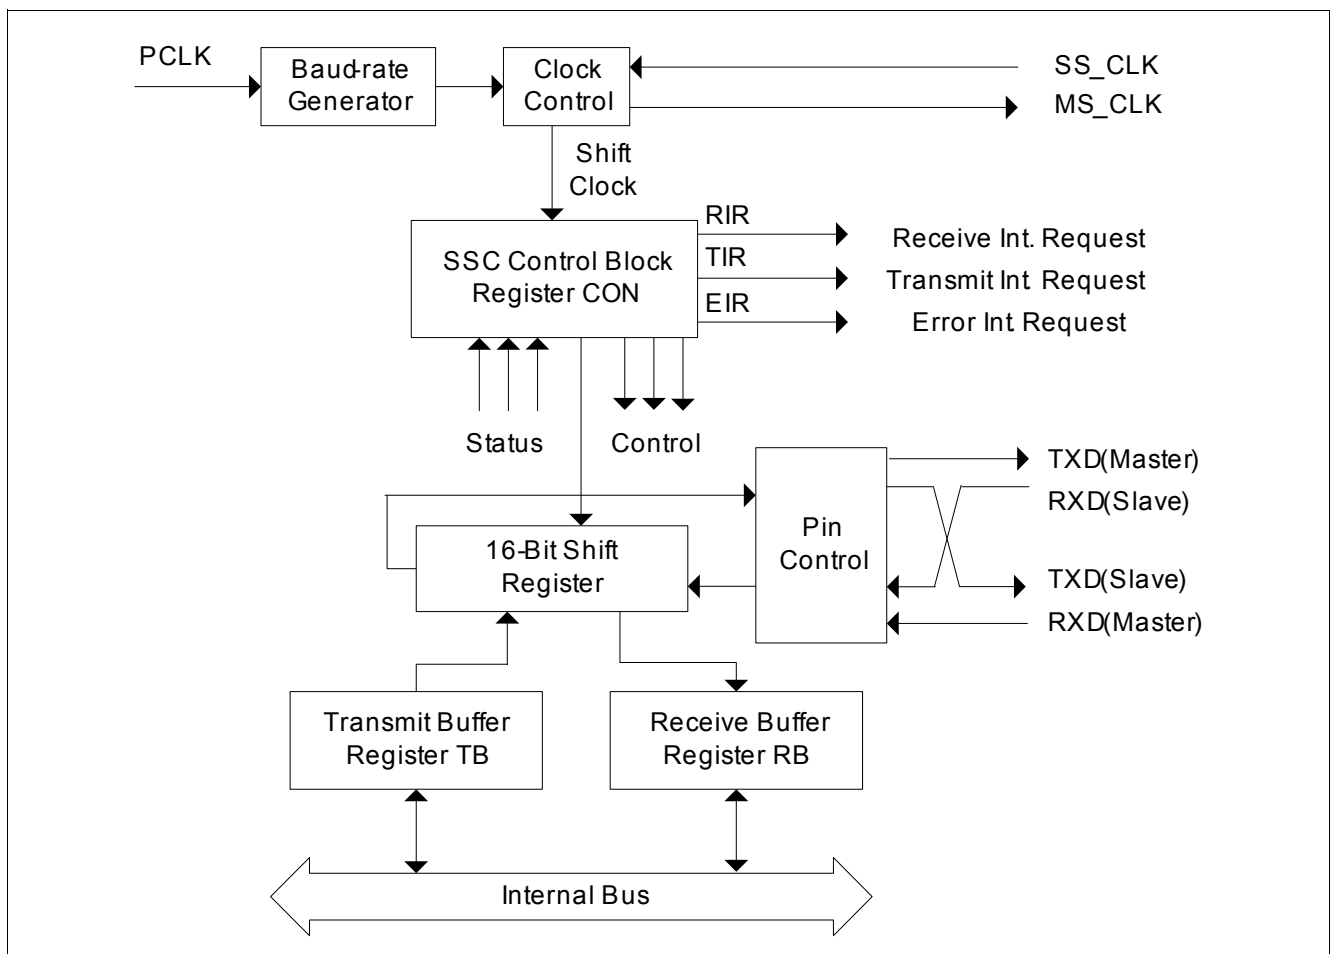 PCLK
Baud-rate
Generator
Clock
Control
SS_CLK
MS_CLK
Shift
Clock
SSC Control Block
Register CON
RIR
TIR
EIR
Receive Int. Request
Transmit Int. Request
Error Int. Request
Status
Control
16-Bit Shift
Register
Pin
Control
TXD(Master)
RXD(Slave)
TXD(Slave)
RXD(Master)
Transmit Buffer
Register TB
Receive Buffer
Register RB
Internal Bus